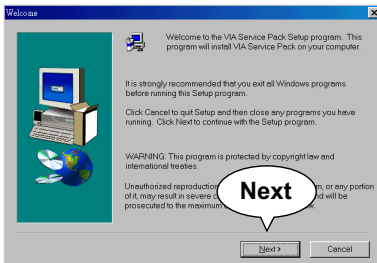 Welcome
Welcome to the VIA Service Pack Setup program. This
program will install VIA Service Pack on your computer.
It is strongly recommended that you exit all Windows programs
before running this Setup program.
Click Cancel to quit Setup and then close any programs you have
running. Click Next to continue with the Setup program.
WARNING: This program is protected by copyright law and
international treaties.
Unauthorized reproduction m, or any portion
of it, may result in severe nd will be
prosecuted to the maximum
Next
Next >
Cancel